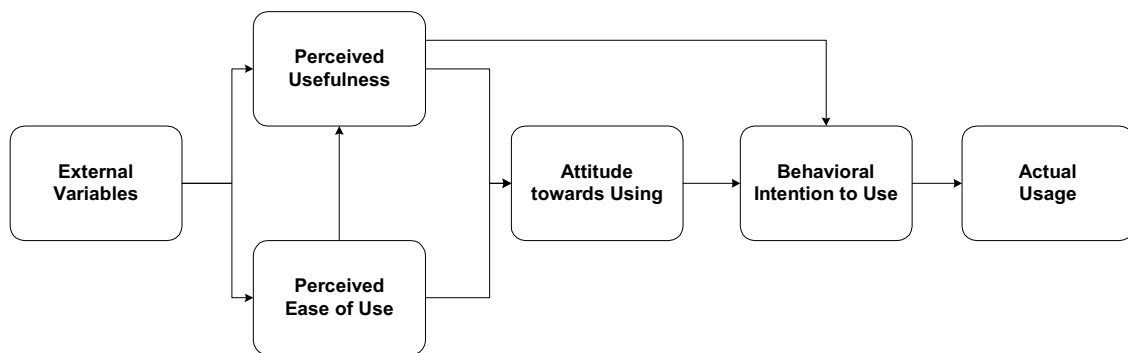 Perceived
Usefulness
External
Variables
Attitude
towards Using
Behavioral
Intention to Use
Actual
Usage
Perceived
Ease of Use